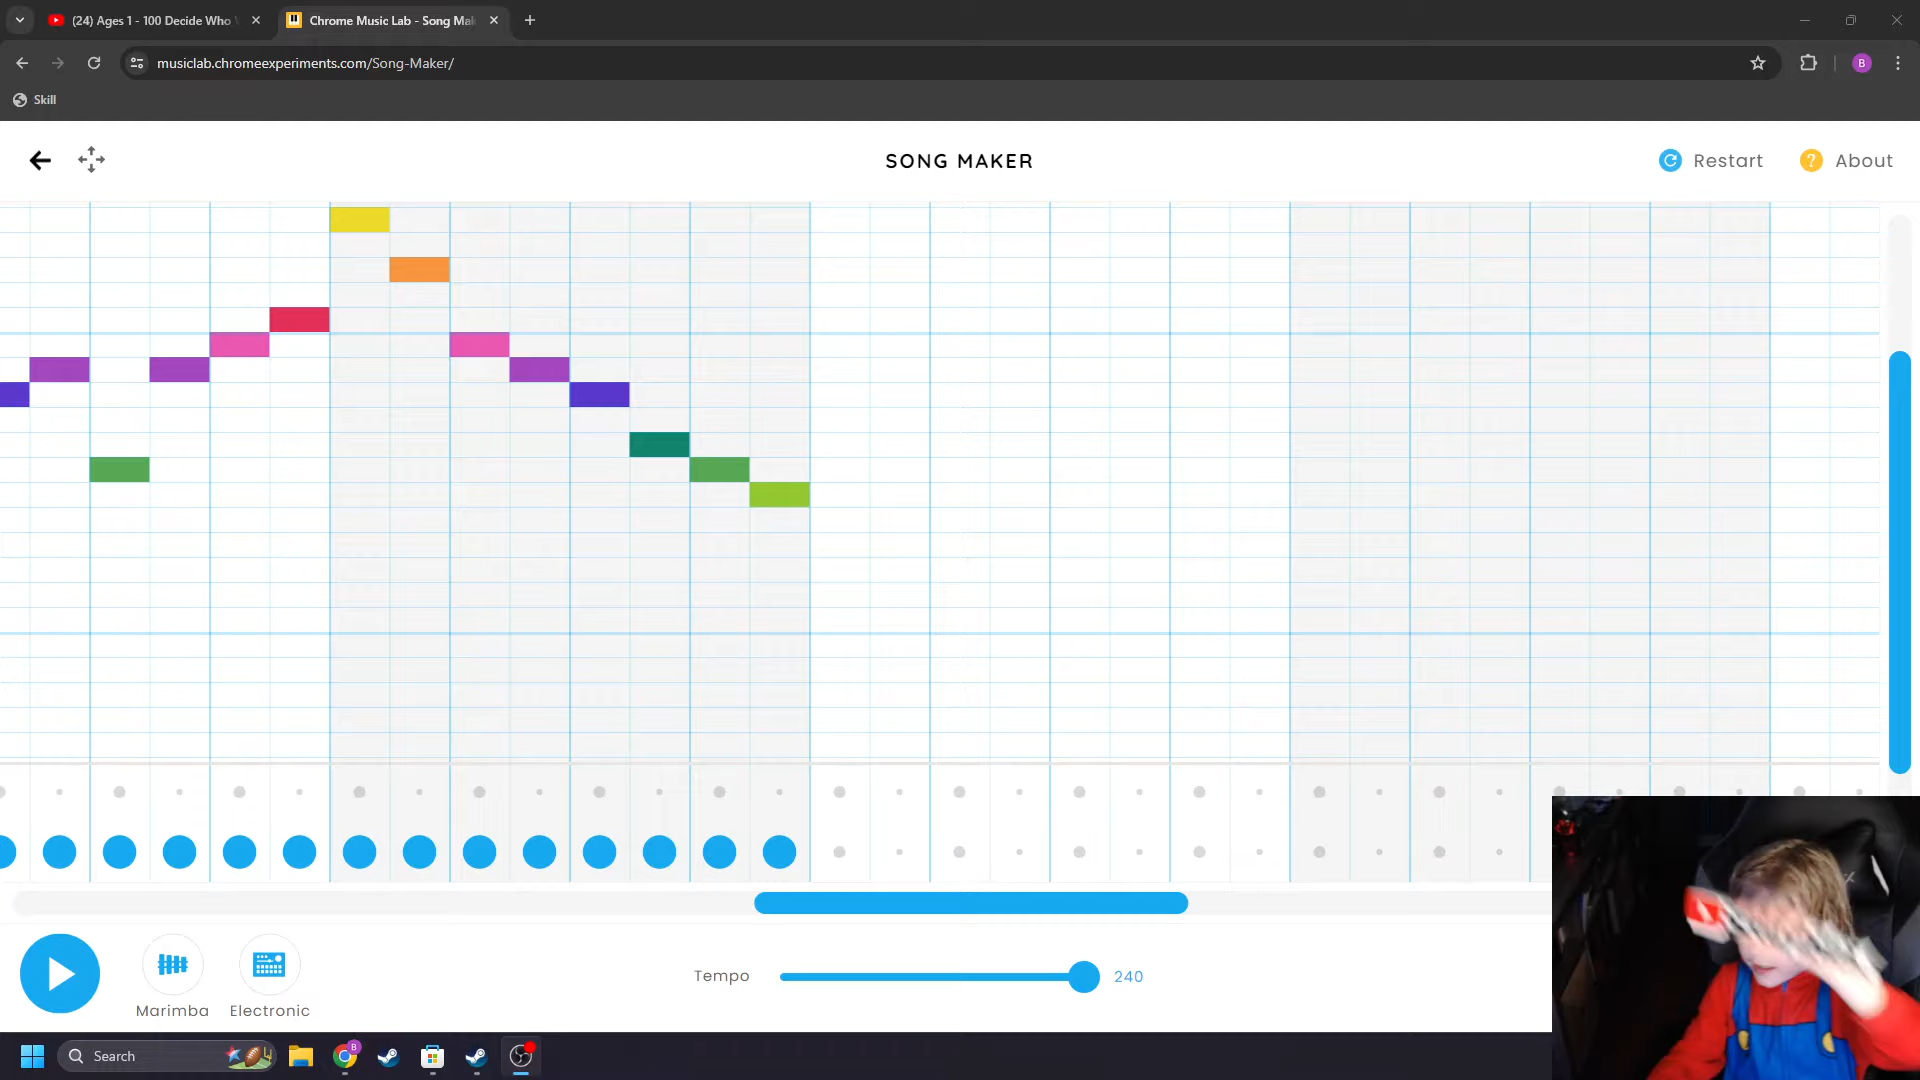 (24) Ages 1 - 100 Decide Who
Chrome Music Lab - Song Mak
musiclab.chromeexperiments.com/Song-Maker/
B
Skill
SONG MAKER
Restart
? About
Tempo
240
Marimba
Electronic
Search
B